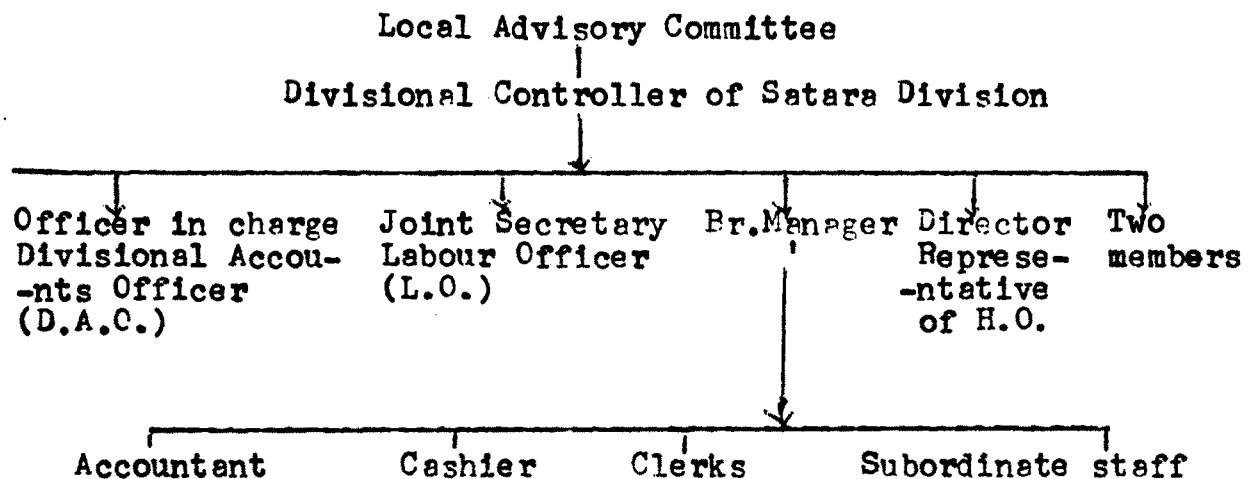 Local Advisory Committee
Divisional Controller of Satara Division
Officer in charge
Divisional Accou-
-nts Officer
(D.A.O.)
Joint Secretary
Labour Officer
(L.O.)
Br.Manager
Director
Represe-
-ntative
of H.O.
Two
members
Accountant Cashier Clerks Subordinate staff